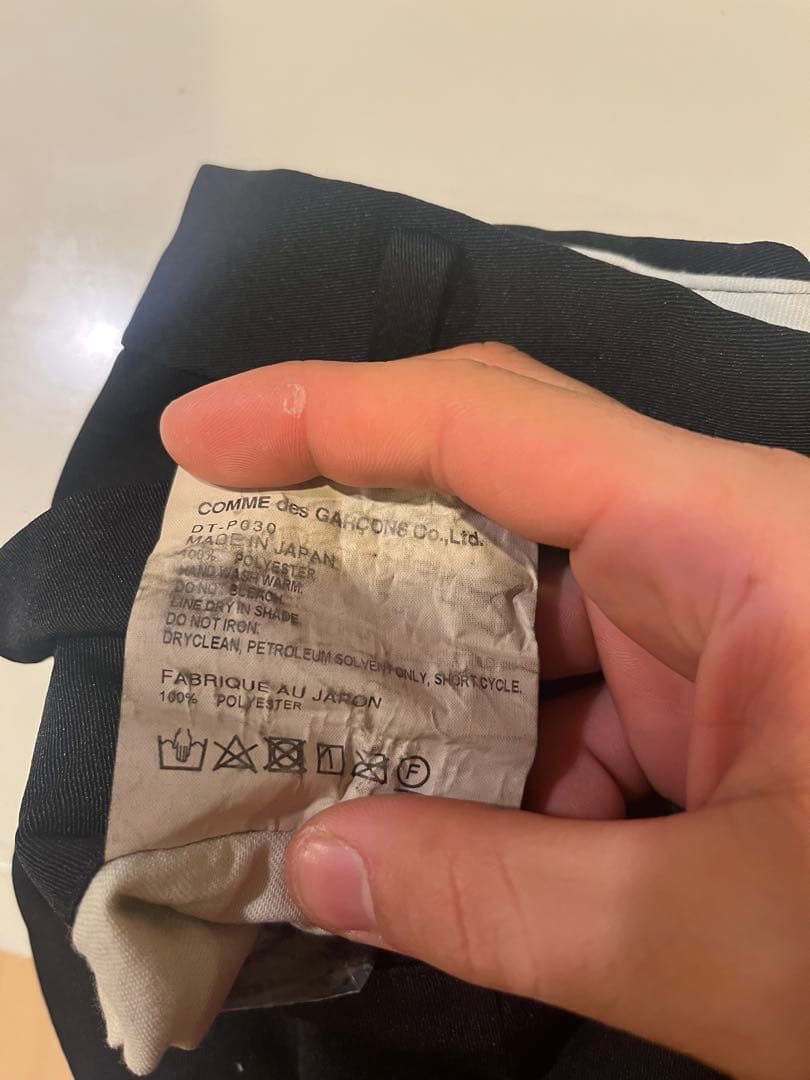 COMME des GARÇONS Co.,Ltd.
DT-P030
MADE IN JAPAN
100% POLYESTER
HAND WASH WARM.
DO NOT BLEACH.
LINE DRY IN SHADE
DO NOT IRON.
DRYCLEAN, PETROLEUM SOLVENT ONLY, SHORT CYCLE.
FABRIQUE AU JAPON
100% POLYESTER
F